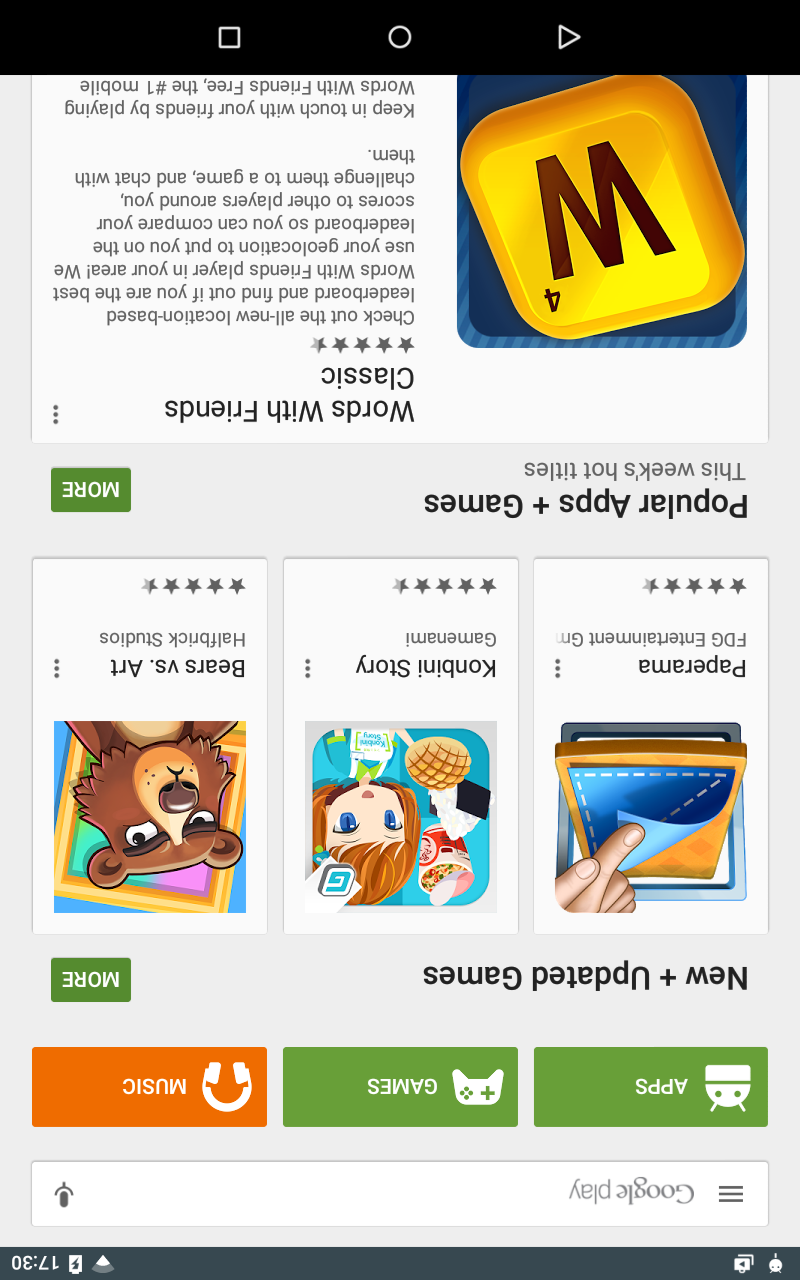 17:30
Google play
APPS
GAMES
MUSIC
New + Updated Games
MORE
Paperama
FDG Entertainment Gm
Konbini Story
Gamenami
Bears vs. Art
Halfbrick Studios
Konbini
Story
G
Popular Apps + Games
This week's hot titles
MORE
Words With Friends
Classic
Check out the all-new location-based
leaderboard and find out if you are the best
Words With Friends player in your area! We
use your geolocation to put you on the
leaderboard so you can compare your
scores to other players around you,
challenge them to a game, and chat with
them.
Keep in touch with your friends by playing
Words With Friends Free, the #1 mobile
W
4